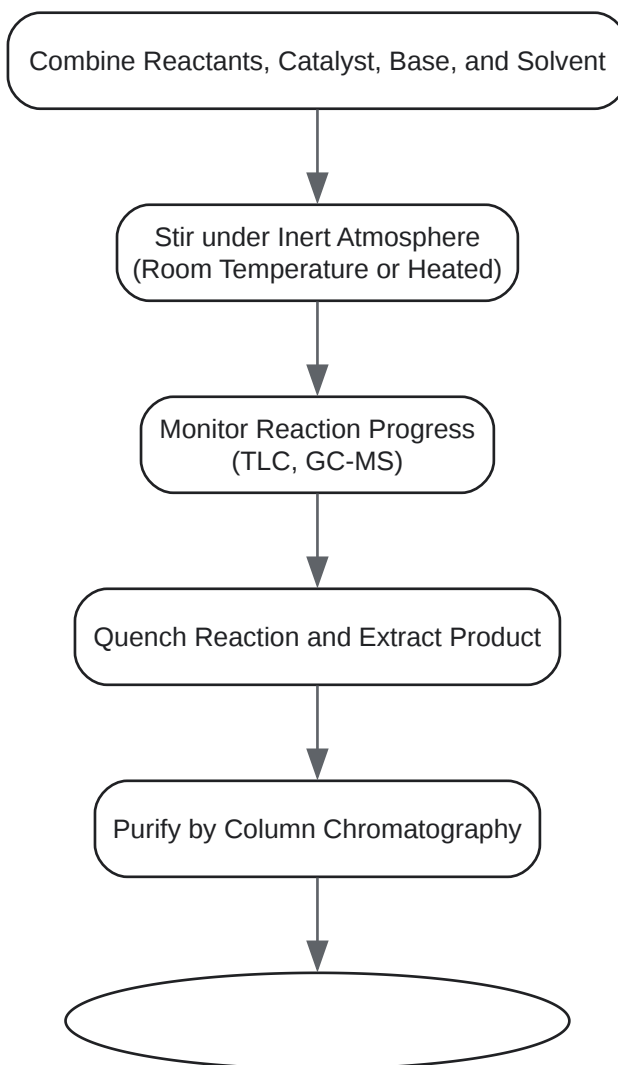 Combine Reactants, Catalyst, Base, and Solvent
Stir under Inert Atmosphere
(Room Temperature or Heated)
Monitor Reaction Progress
(TLC, GC-MS)
Quench Reaction and Extract Product
Purify by Column Chromatography